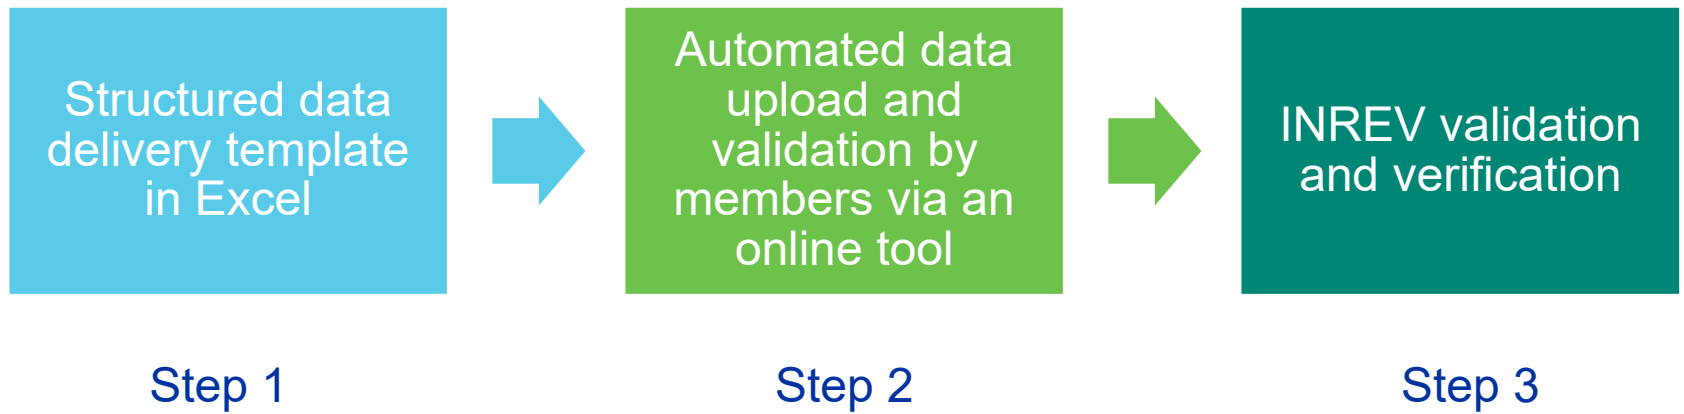 Structured data
delivery template
in Excel
Automated data
upload and
validation by
members via an
online tool
INREV validation
and verification
Step 1
Step 2
Step 3